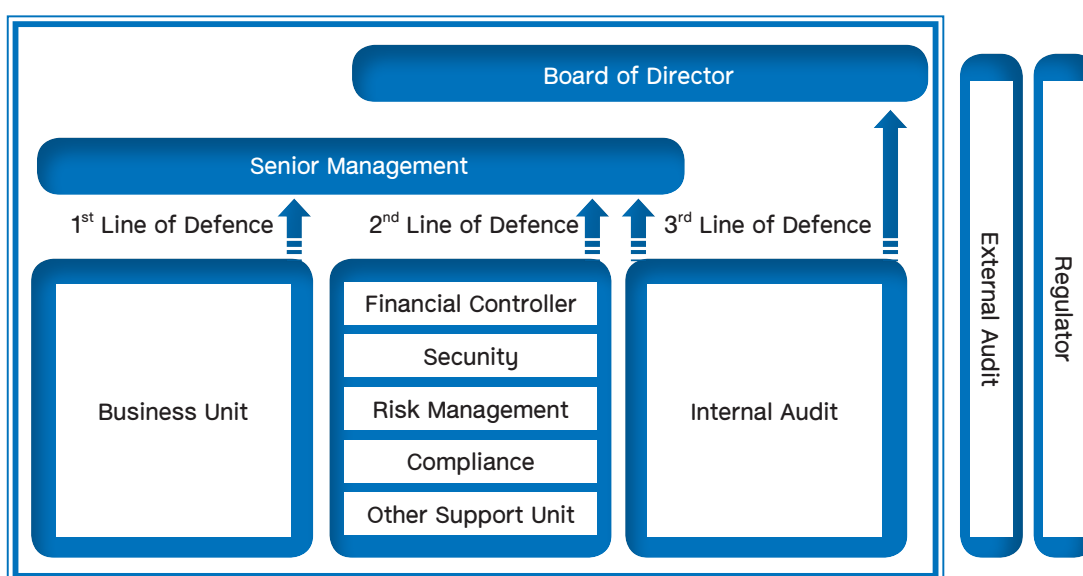 Board of Director
Senior Management
1st Line of Defence
2nd Line of Defence
3rd Line of Defence
Business Unit
Financial Controller
Security
Risk Management
Compliance
Other Support Unit
Internal Audit
External Audit
Regulator